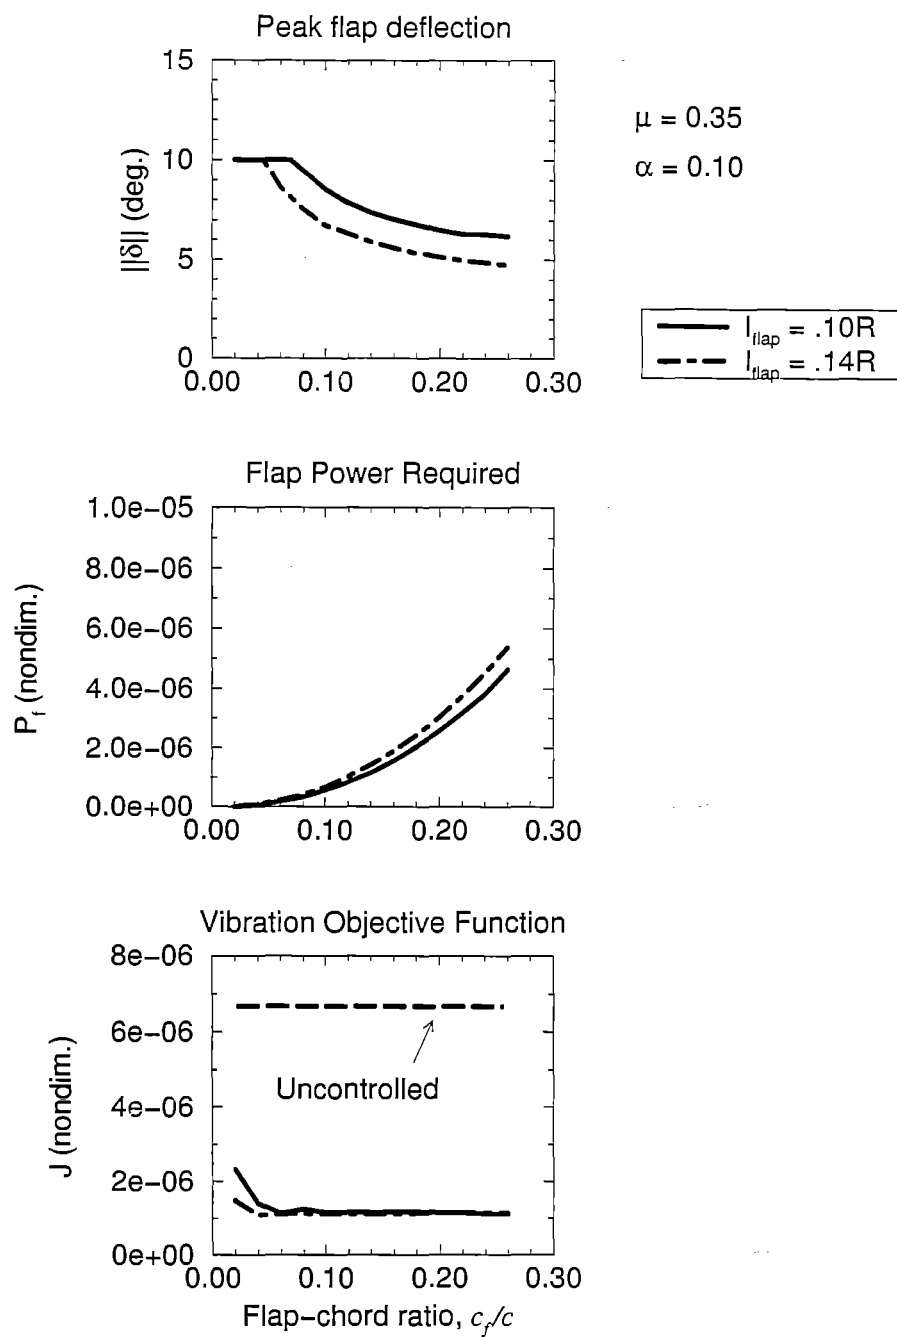 Peak flap deflection
15
10
5
0
||δ|| (deg.)
0.00 0.10 0.20 0.30
μ = 0.35
α = 0.10
l_flap = .10R
l_flap = .14R
Flap Power Required
1.0e−05
8.0e−06
6.0e−06
4.0e−06
2.0e−06
0.0e+00
P_f (nondim.)
0.00 0.10 0.20 0.30
Vibration Objective Function
8e−06
6e−06
4e−06
2e−06
0e+00
J (nondim.)
Uncontrolled
0.00 0.10 0.20 0.30
Flap−chord ratio, c_f/c